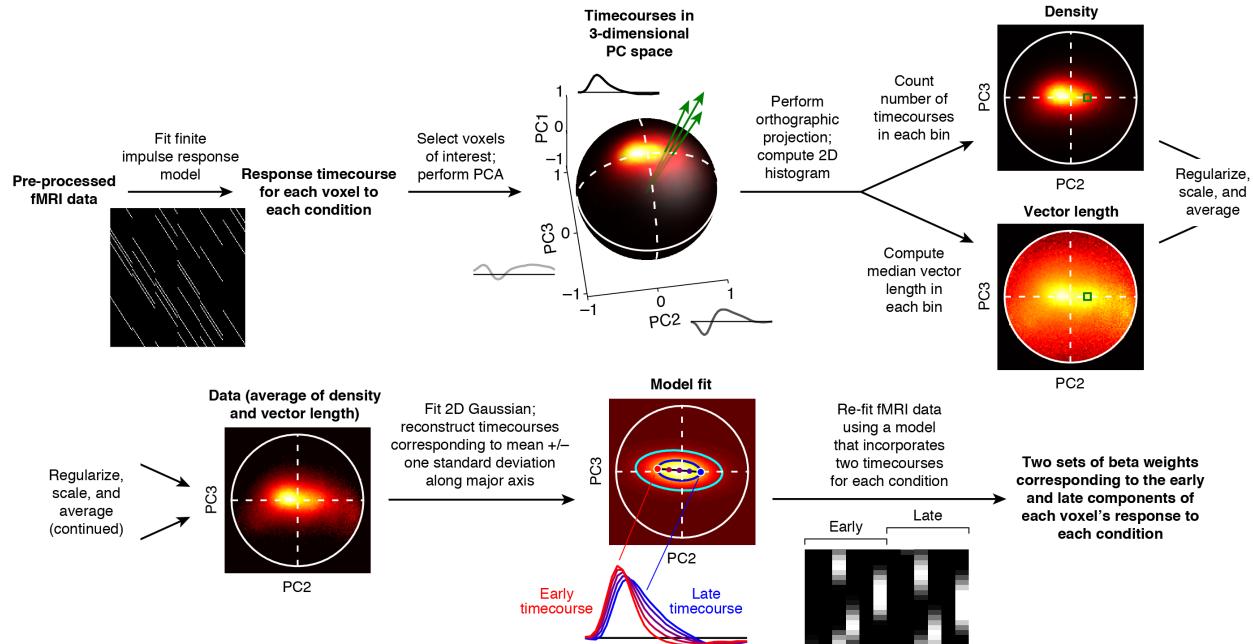 Pre-processed
fMRI data
Fit finite
impulse response
model
Response timecourse
for each voxel to
each condition
Select voxels
of interest;
perform PCA
Timecourses in
3-dimensional
PC space
1
0
−1
PC1
1
0
−1
PC3
−1
0
1
PC2
Perform
orthographic
projection;
compute 2D
histogram
Count
number of
timecourses
in each bin
Compute
median vector
length in
each bin
Density
PC3
PC2
Vector length
PC3
PC2
Regularize,
scale, and
average
Regularize,
scale, and
average
(continued)
Data (average of density
and vector length)
PC3
PC2
Fit 2D Gaussian;
reconstruct timecourses
corresponding to mean +/−
one standard deviation
along major axis
Model fit
PC3
PC2
Early
timecourse
Late
timecourse
Re-fit fMRI data
using a model
that incorporates
two timecourses
for each condition
Early
Late
Two sets of beta weights
corresponding to the early
and late components of
each voxel's response to
each condition